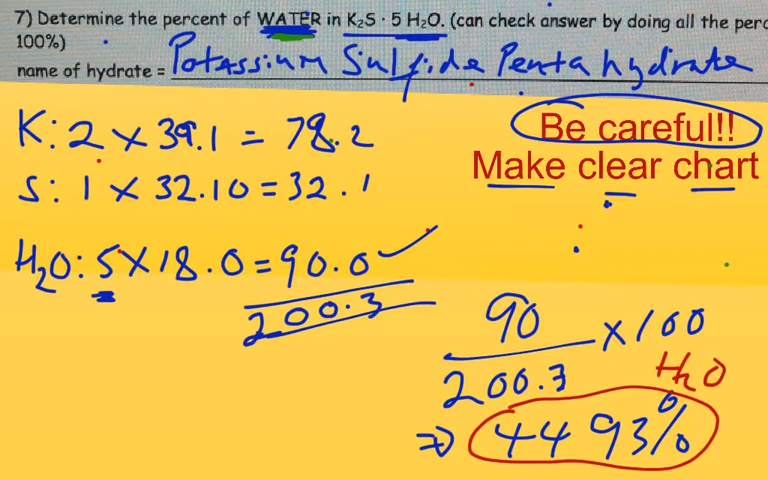 7) Determine the percent of WATER in K₂S · 5 H₂O. (can check answer by doing all the perc
100%)
name of hydrate = Potassium Sulfide Pentahydrate
K: 2 × 39.1 = 78.2
S: 1 × 32.10 = 32.1
H₂O: 5 × 18.0 = 90.0 ✓
200.3
Be careful!!
Make clear chart
90
200.3
× 100
H₂O
⇒ 44 93%